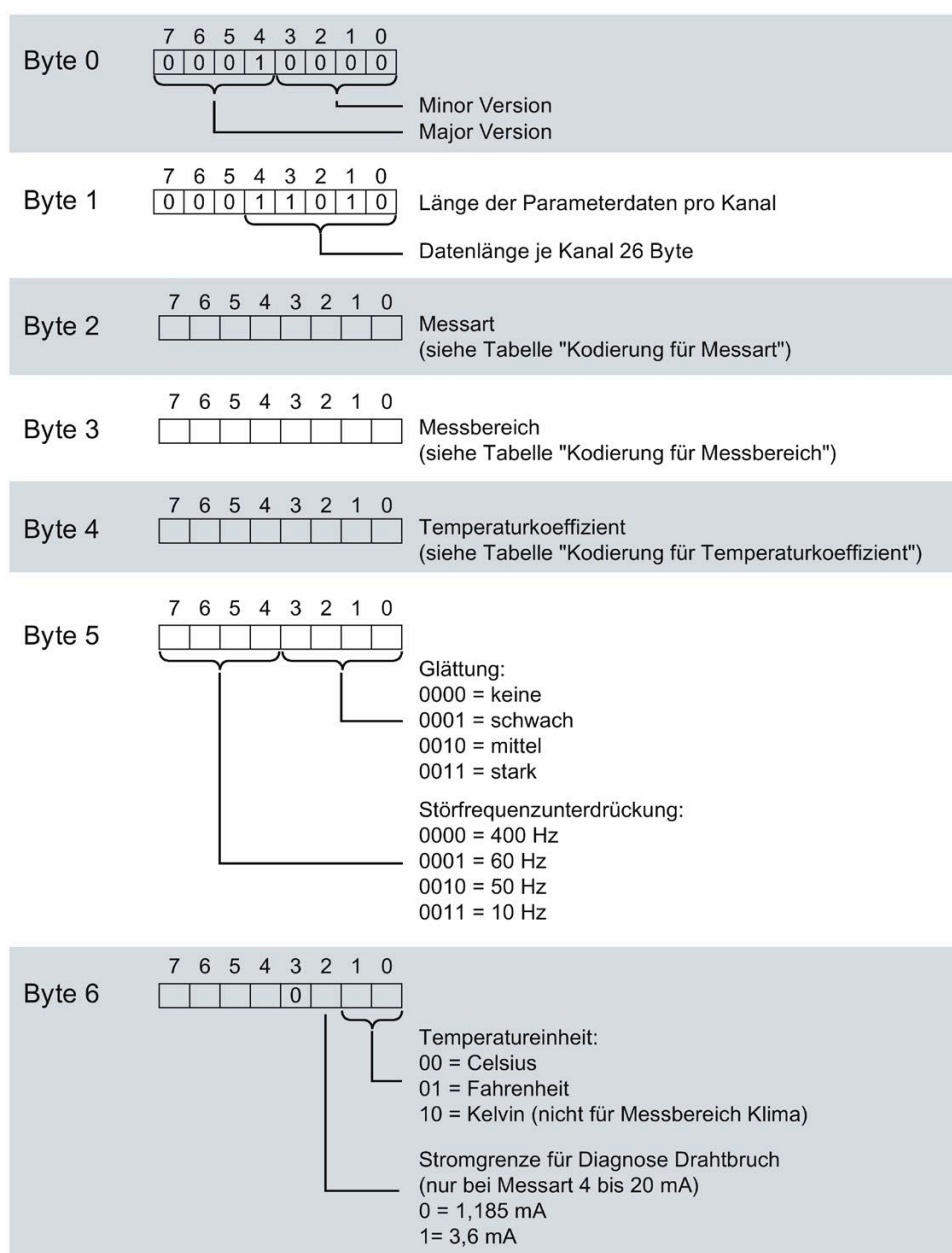 7 6 5 4 3 2 1 0
Byte 0
0 0 0 1 0 0 0 0
Minor Version
Major Version
7 6 5 4 3 2 1 0
Byte 1
0 0 0 1 1 0 1 0
Länge der Parameterdaten pro Kanal
Datenlänge je Kanal 26 Byte
7 6 5 4 3 2 1 0
Byte 2
Messart
(siehe Tabelle "Kodierung für Messart")
7 6 5 4 3 2 1 0
Byte 3
Messbereich
(siehe Tabelle "Kodierung für Messbereich")
7 6 5 4 3 2 1 0
Byte 4
Temperaturkoeffizient
(siehe Tabelle "Kodierung für Temperaturkoeffizient")
7 6 5 4 3 2 1 0
Byte 5
Glättung:
0000 = keine
0001 = schwach
0010 = mittel
0011 = stark
Störfrequenzunterdrückung:
0000 = 400 Hz
0001 = 60 Hz
0010 = 50 Hz
0011 = 10 Hz
7 6 5 4 3 2 1 0
Byte 6
0
Temperatureinheit:
00 = Celsius
01 = Fahrenheit
10 = Kelvin (nicht für Messbereich Klima)
Stromgrenze für Diagnose Drahtbruch
(nur bei Messart 4 bis 20 mA)
0 = 1,185 mA
1= 3,6 mA